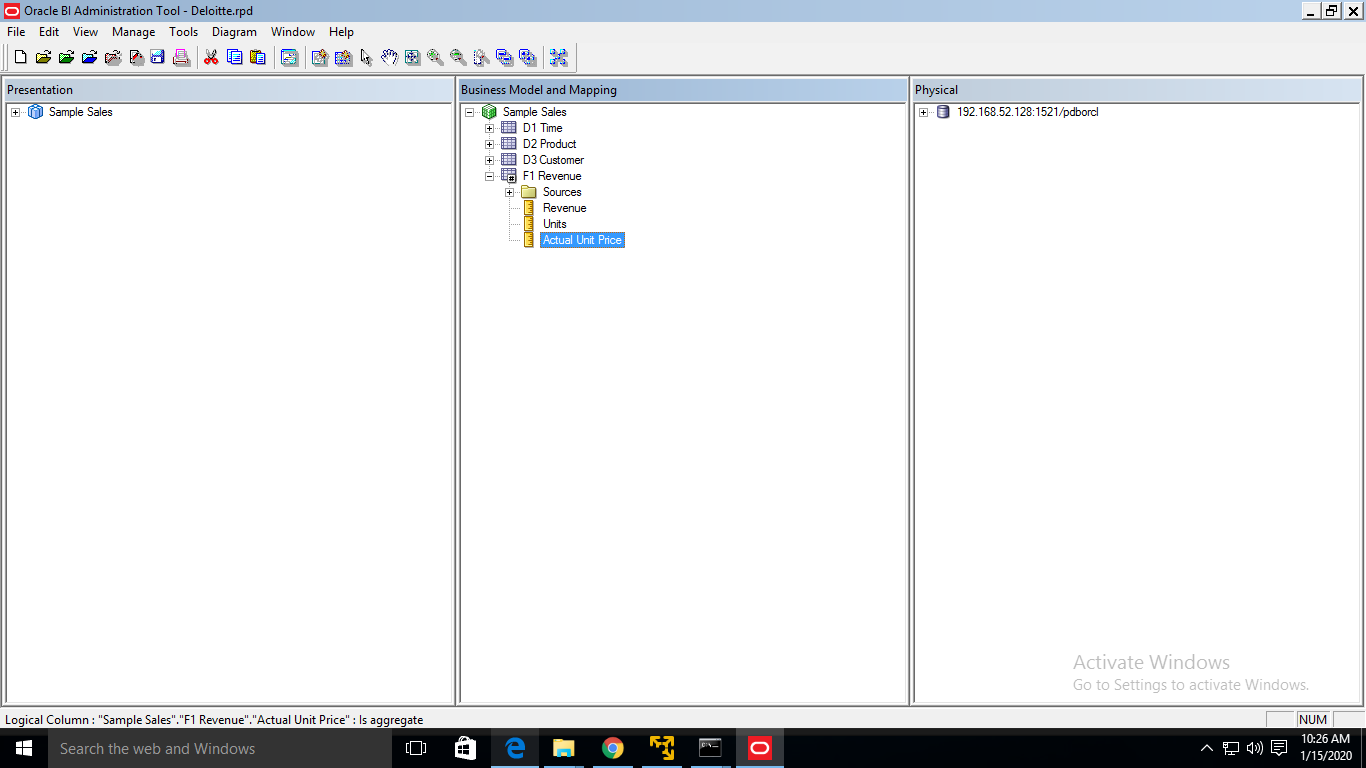 Oracle BI Administration Tool - Deloitte.rpd
File Edit View Manage Tools Diagram Window Help
Presentation
Sample Sales
Business Model and Mapping
Sample Sales
D1 Time
D2 Product
D3 Customer
F1 Revenue
Sources
Revenue
Units
Actual Unit Price
Physical
192.168.52.128:1521/pdborcl
Activate Windows
Go to Settings to activate Windows.
Logical Column : "Sample Sales"."F1 Revenue"."Actual Unit Price" : Is aggregate
NUM
Search the web and Windows
10:26 AM
1/15/2020